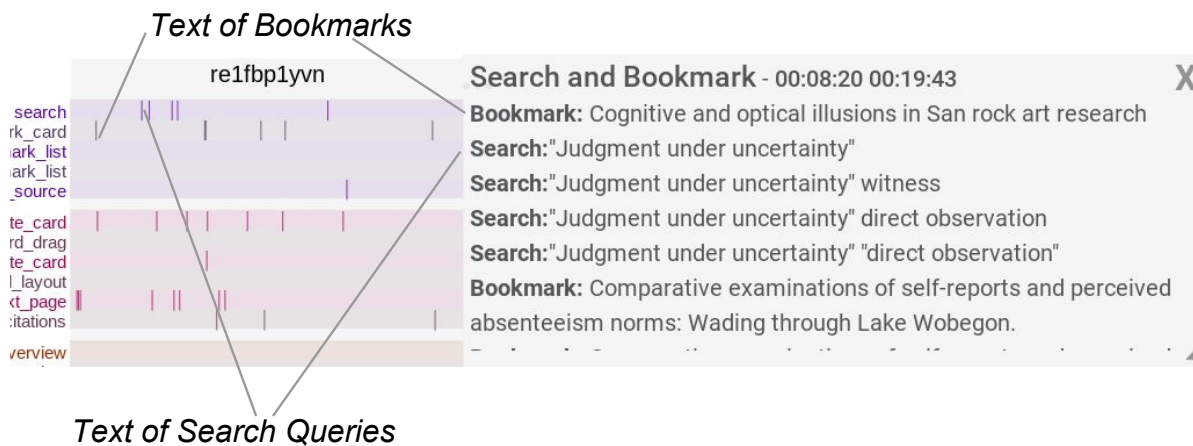 Text of Bookmarks
re1fbp1yvn
search
rk_card
ark_list
ark_list
_source
te_card
rd_drag
te_card
l_layout
xt_page
citations
verview
Search and Bookmark - 00:08:20 00:19:43
X
Bookmark: Cognitive and optical illusions in San rock art research
Search:"Judgment under uncertainty"
Search:"Judgment under uncertainty" witness
Search:"Judgment under uncertainty" direct observation
Search:"Judgment under uncertainty" "direct observation"
Bookmark: Comparative examinations of self-reports and perceived
absenteeism norms: Wading through Lake Wobegon.
Text of Search Queries